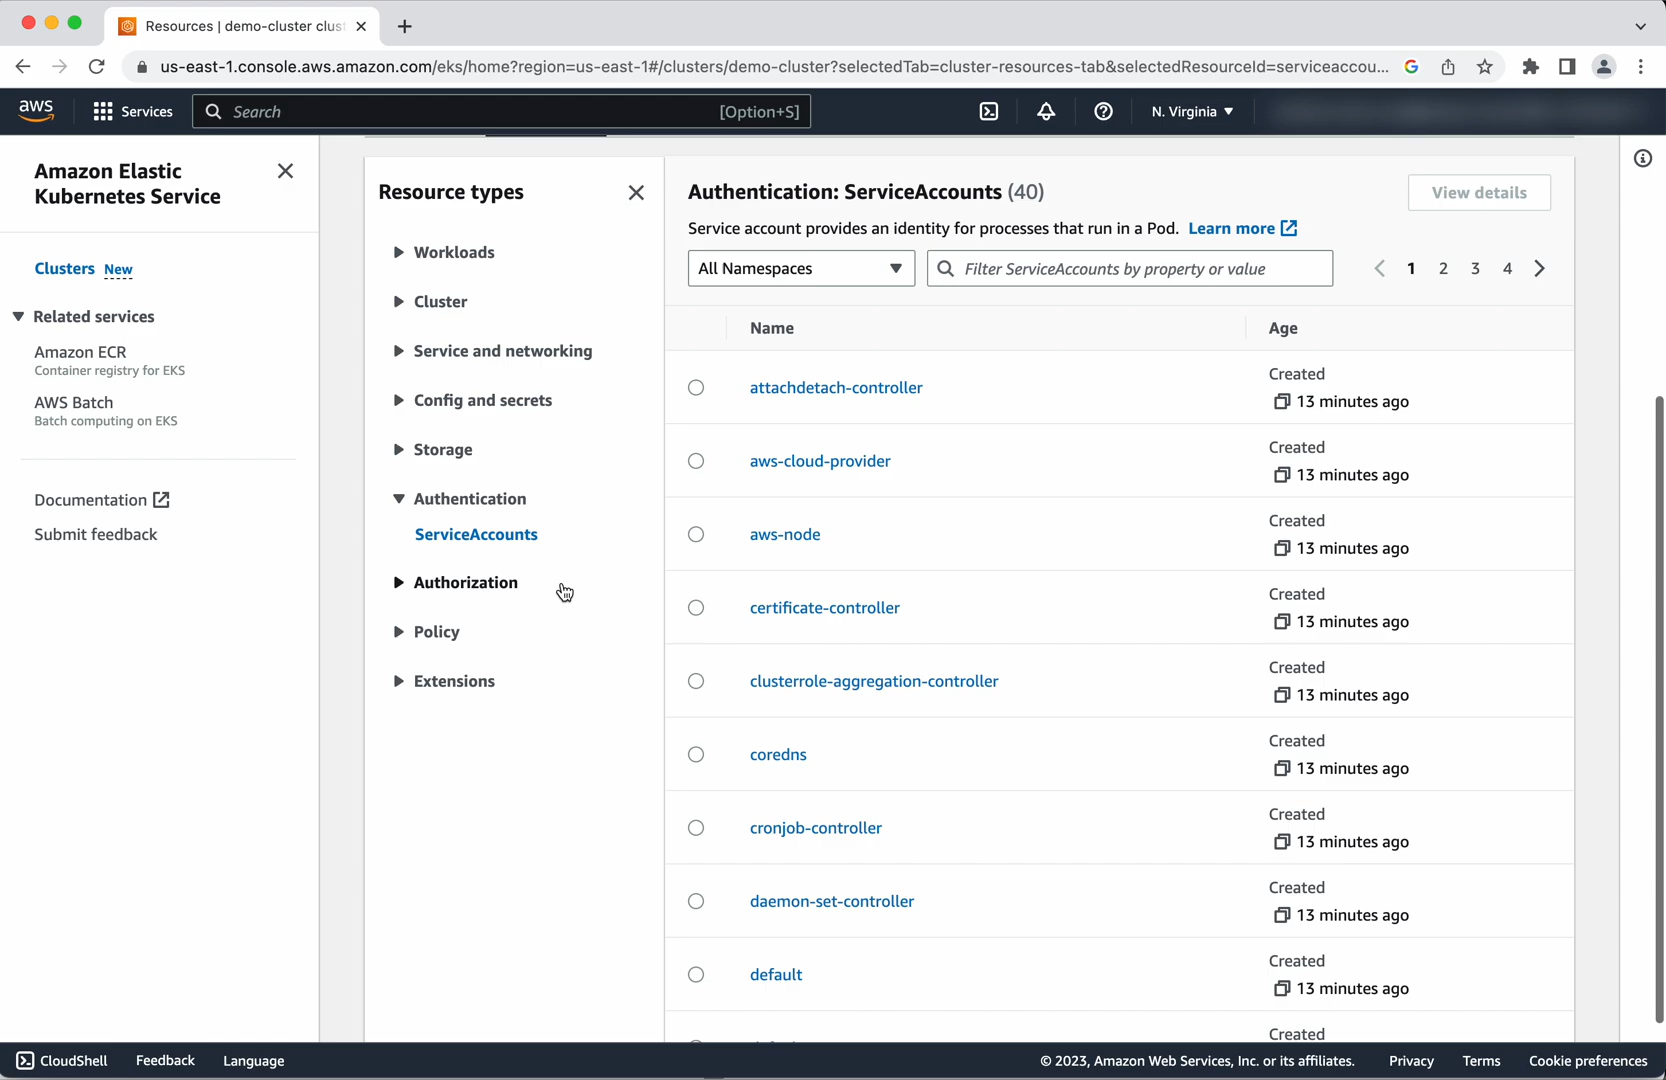 Resources | demo-cluster clust
us-east-1.console.aws.amazon.com/eks/home?region=us-east-1#/clusters/demo-cluster?selectedTab=cluster-resources-tab&selectedResourceId=serviceaccou...
aws
Services
Search
[Option+S]
N. Virginia
Amazon Elastic
Kubernetes Service
Clusters New
Related services
Amazon ECR
Container registry for EKS
AWS Batch
Batch computing on EKS
Documentation
Submit feedback
Resource types
Workloads
Cluster
Service and networking
Config and secrets
Storage
Authentication
ServiceAccounts
Authorization
Policy
Extensions
Authentication: ServiceAccounts (40)
View details
Service account provides an identity for processes that run in a Pod. Learn more
All Namespaces
Filter ServiceAccounts by property or value
1 2 3 4
Name
Age
attachdetach-controller
Created
13 minutes ago
aws-cloud-provider
Created
13 minutes ago
aws-node
Created
13 minutes ago
certificate-controller
Created
13 minutes ago
clusterrole-aggregation-controller
Created
13 minutes ago
coredns
Created
13 minutes ago
cronjob-controller
Created
13 minutes ago
daemon-set-controller
Created
13 minutes ago
default
Created
13 minutes ago
Created
CloudShell
Feedback
Language
© 2023, Amazon Web Services, Inc. or its affiliates.
Privacy
Terms
Cookie preferences